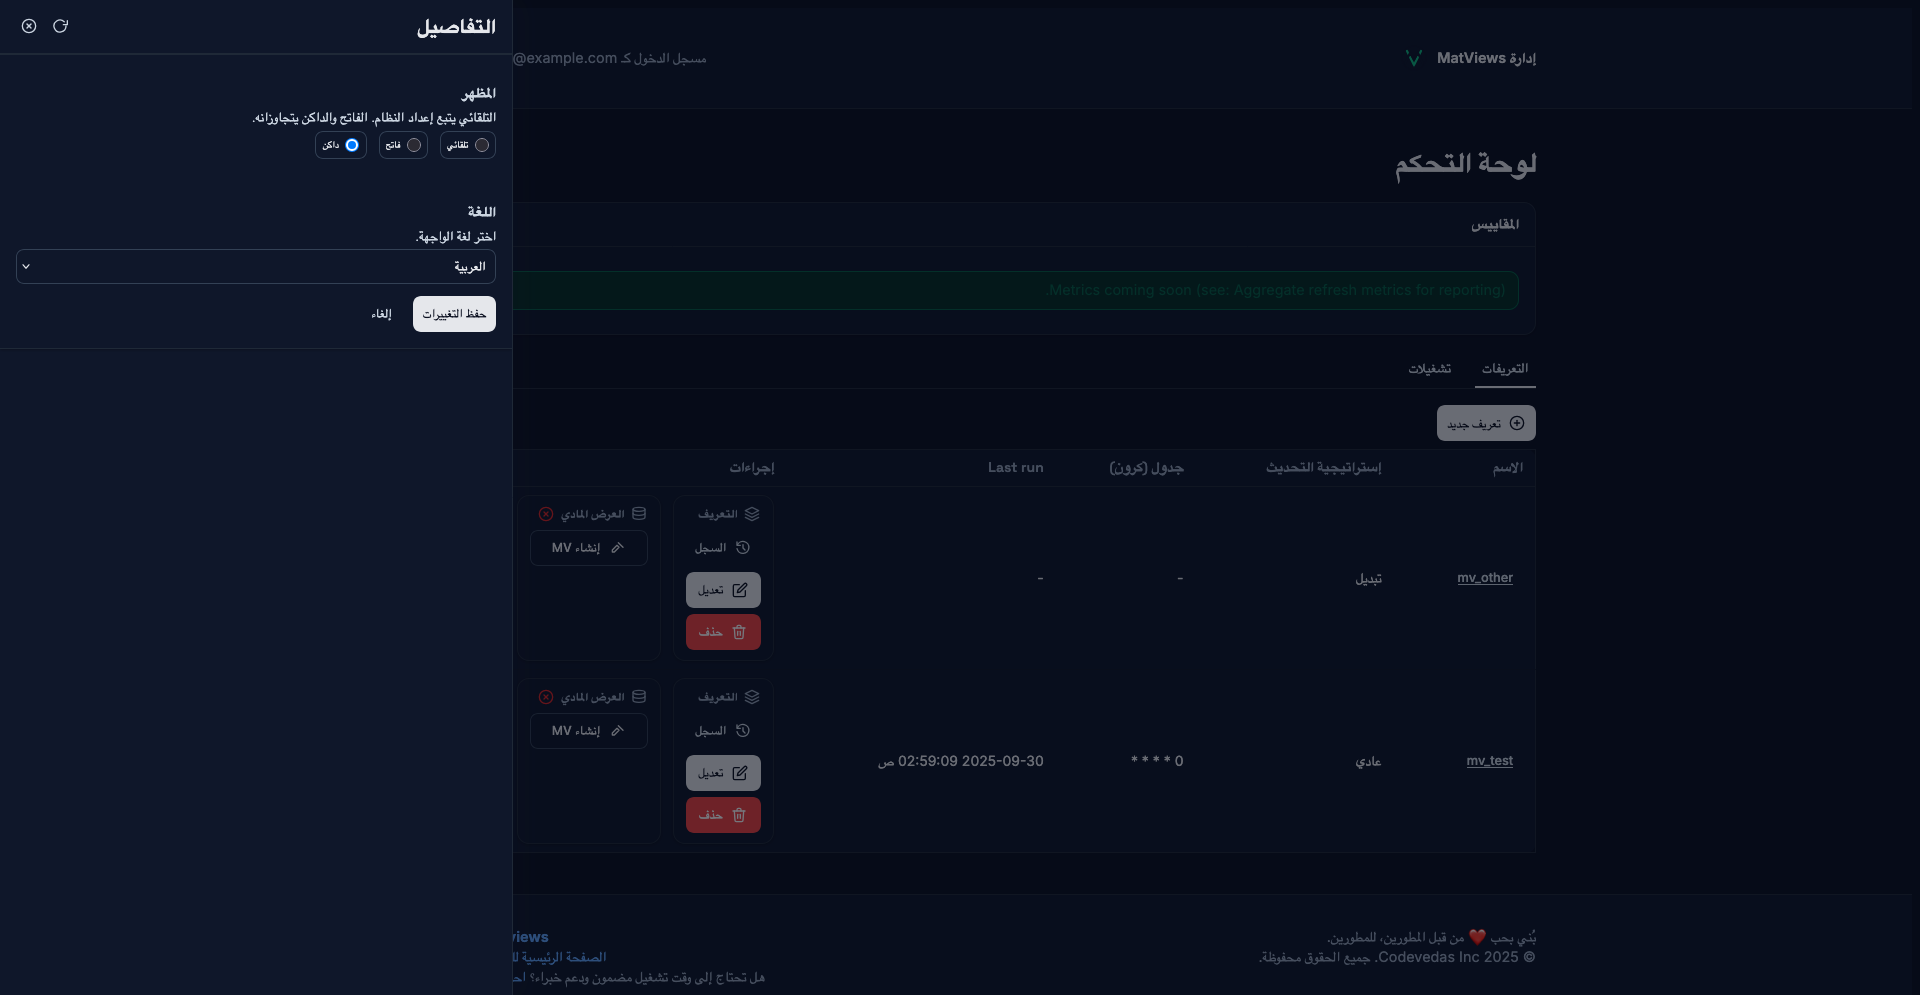 التفاصيل
المظهر
التلقائي يتبع إعداد النظام. الفاتح والداكن يتجاوزانه.
تلقائي
فاتح
داكن
اللغة
اختر لغة الواجهة.
العربية
حفظ التغييرات
إلغاء
إدارة MatViews
مسجل الدخول كـ @example.com
لوحة التحكم
المقاييس
Metrics coming soon (see: Aggregate refresh metrics for reporting).
التعريفات
تشغيلات
تعريف جديد
الاسم
إستراتيجية التحديث
جدول (كرون)
Last run
إجراءات
mv_other
تبديل
-
-
التعريف
السجل
تعديل
حذف
العرض المادي
إنشاء MV
mv_test
عادي
0 * * * *
2025-09-30 02:59:09 ص
التعريف
السجل
تعديل
حذف
العرض المادي
إنشاء MV
بُني بحب ❤️ من قبل المطورين، للمطورين.
© 2025 Codevedas Inc. جميع الحقوق محفوظة.
الصفحة الرئيسية
هل تحتاج إلى وقت تشغيل مضمون ودعم خبراء؟